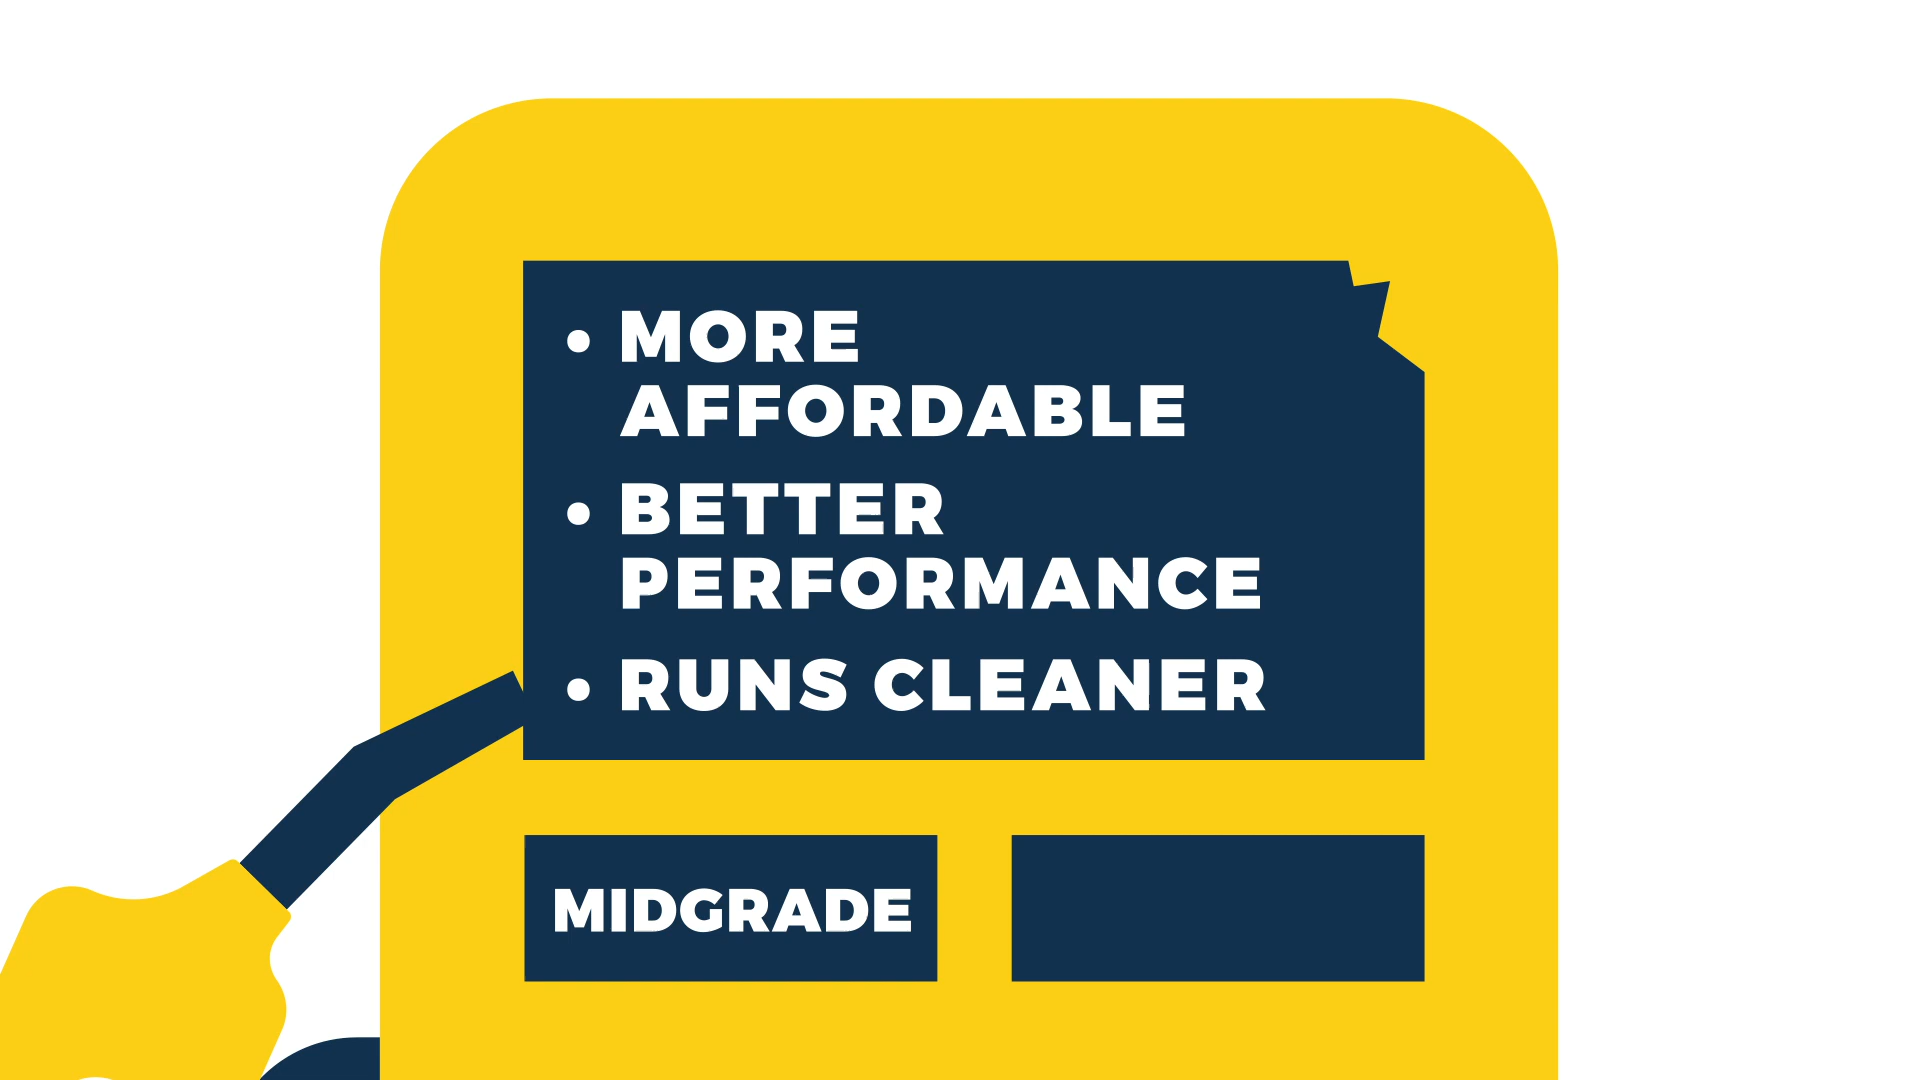 • MORE
AFFORDABLE
• BETTER
PERFORMANCE
• RUNS CLEANER
MIDGRADE